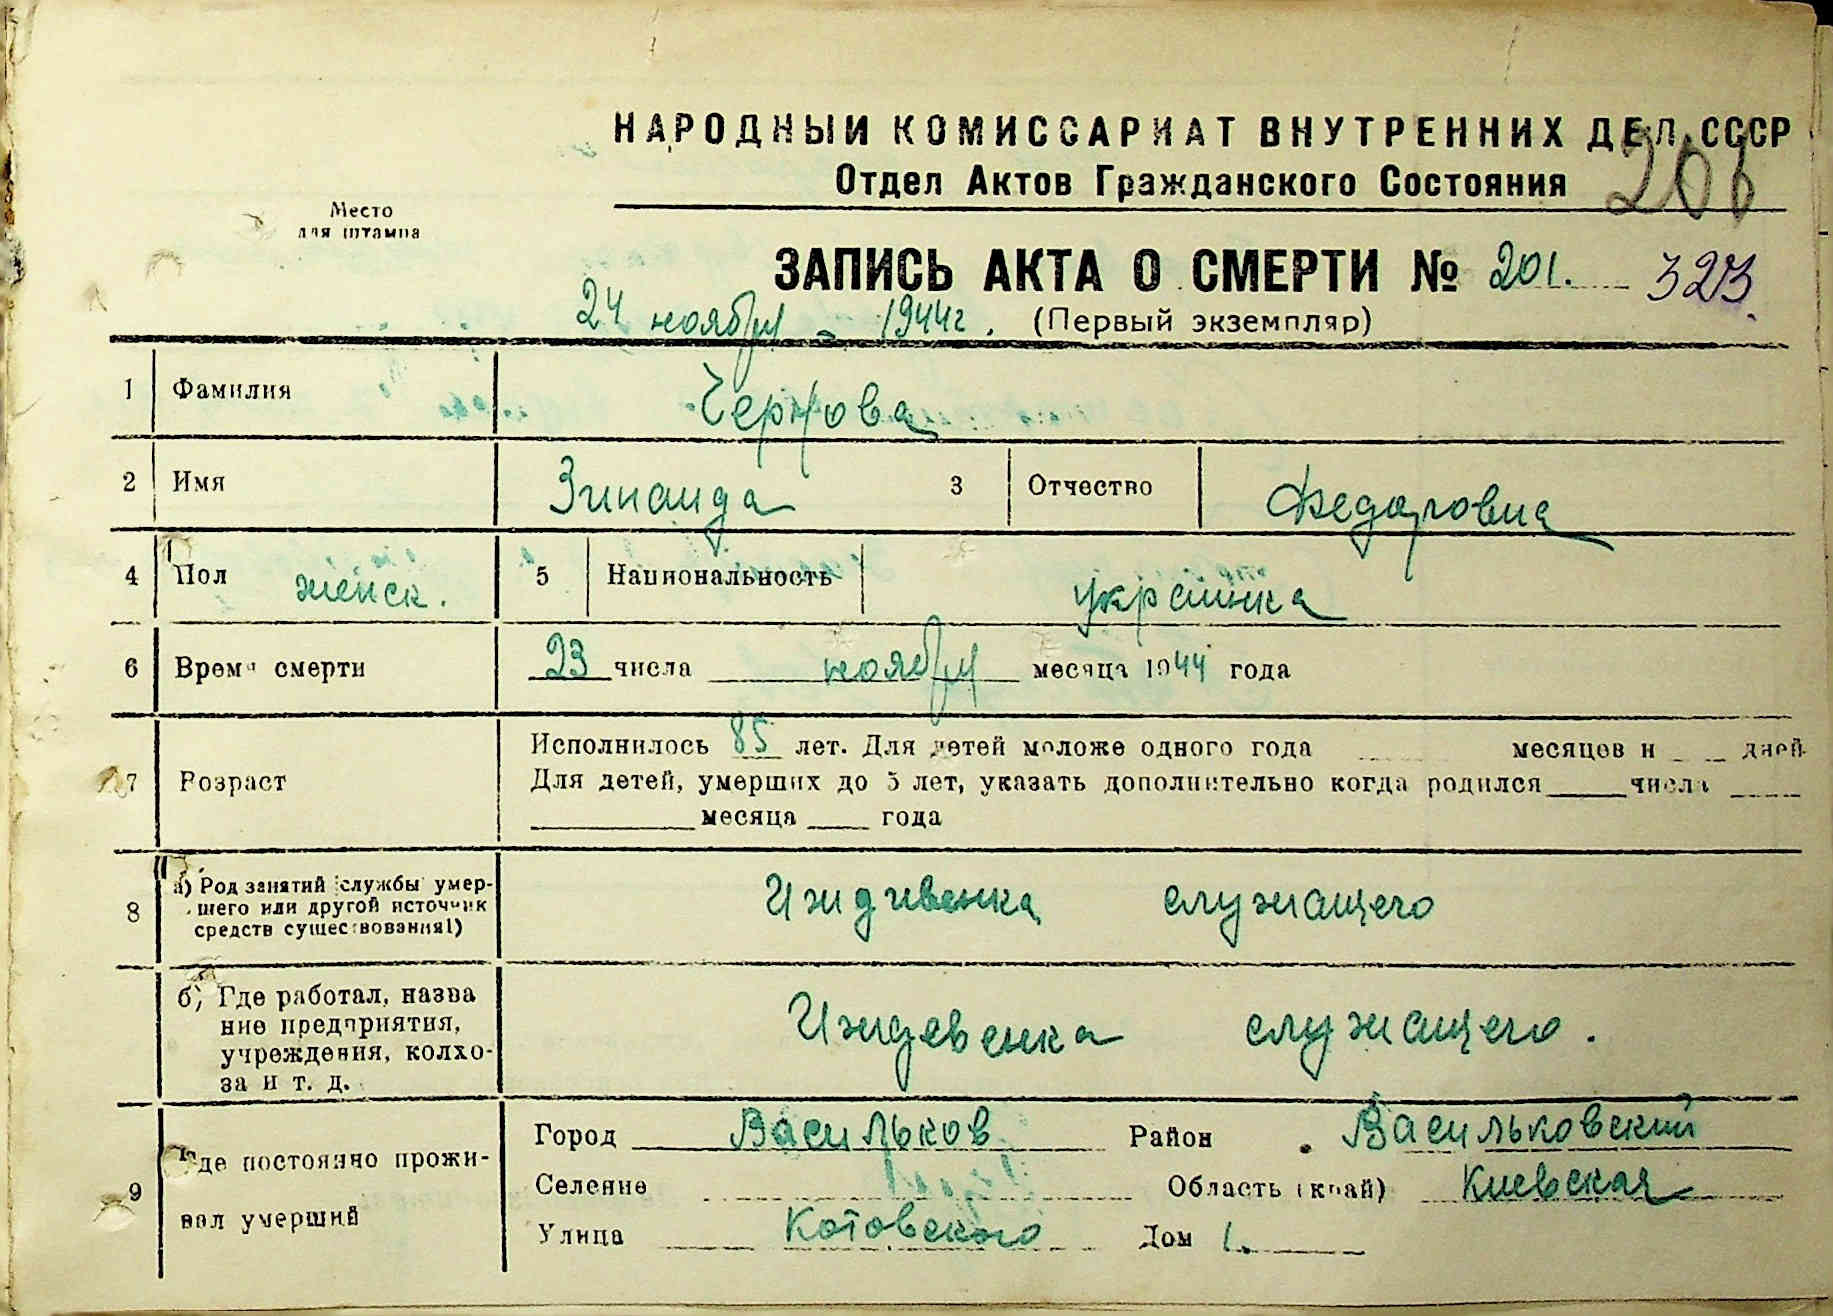 НАРОДНЫЙ КОМИССАРИАТ ВНУТРЕННИХ ДЕЛ СССР
Отдел Актов Гражданского Состояния
Место
для штампа
ЗАПИСЬ АКТА О СМЕРТИ № 201. 323
24 ноября - 1944г. (Первый экземпляр)
1 Фамилия Чернова
2 Имя Зинаида 3 Отчество Федоровна
4 Пол женск. 5 Национальность украинка
6 Время смерти 23 числа ноября месяца 1944 года
7 Розраст Исполнилось 85 лет. Для детей моложе одного года месяцев и дней
Для детей, умерших до 5 лет, указать дополнительно когда родился числа
месяца года
8 а) Род занятий службы умер-
шего или другой источник
средств существования1)
Иждивенка служащего
б) Где работал, назва
ние предприятия,
учреждения, колхо-
за и т. д.
Иждевенка служащего.
9 Где постоянно прожи-
вал умерший
Город Васильков Район Васильковский
Селение Область (край) Киевская
Улица Котовского Дом 1.